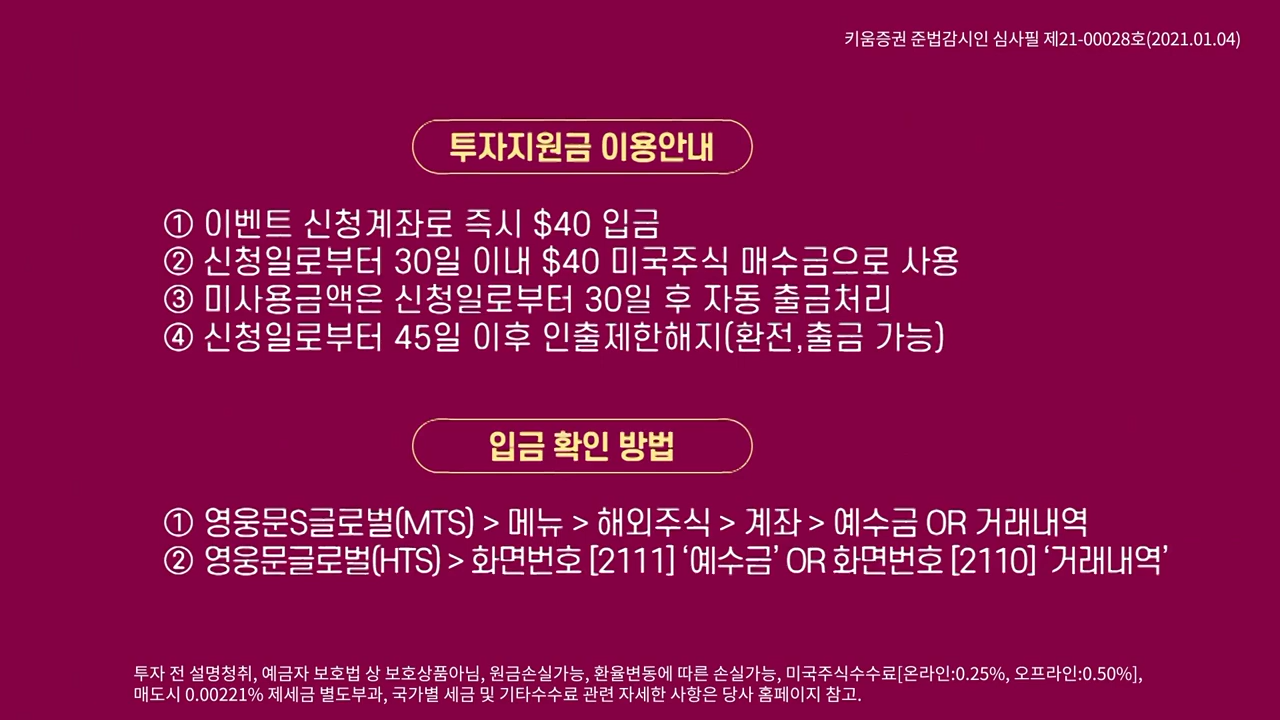 키움증권 준법감시인 심사필 제21-00028호(2021.01.04)
투자지원금 이용안내
① 이벤트 신청계좌로 즉시 $40 입금
② 신청일로부터 30일 이내 $40 미국주식 매수금으로 사용
③ 미사용금액은 신청일로부터 30일 후 자동 출금처리
④ 신청일로부터 45일 이후 인출제한해지(환전,출금 가능)
입금 확인 방법
① 영웅문S글로벌(MTS) > 메뉴 > 해외주식 > 계좌 > 예수금 OR 거래내역
② 영웅문글로벌(HTS) > 화면번호 [2111] ‘예수금’ OR 화면번호 [2110] ‘거래내역’
투자 전 설명청취, 예금자 보호법 상 보호상품아님, 원금손실가능, 환율변동에 따른 손실가능, 미국주식수수료[온라인:0.25%, 오프라인:0.50%],
매도시 0.00221% 제세금 별도부과, 국가별 세금 및 기타수수료 관련 자세한 사항은 당사 홈페이지 참고.